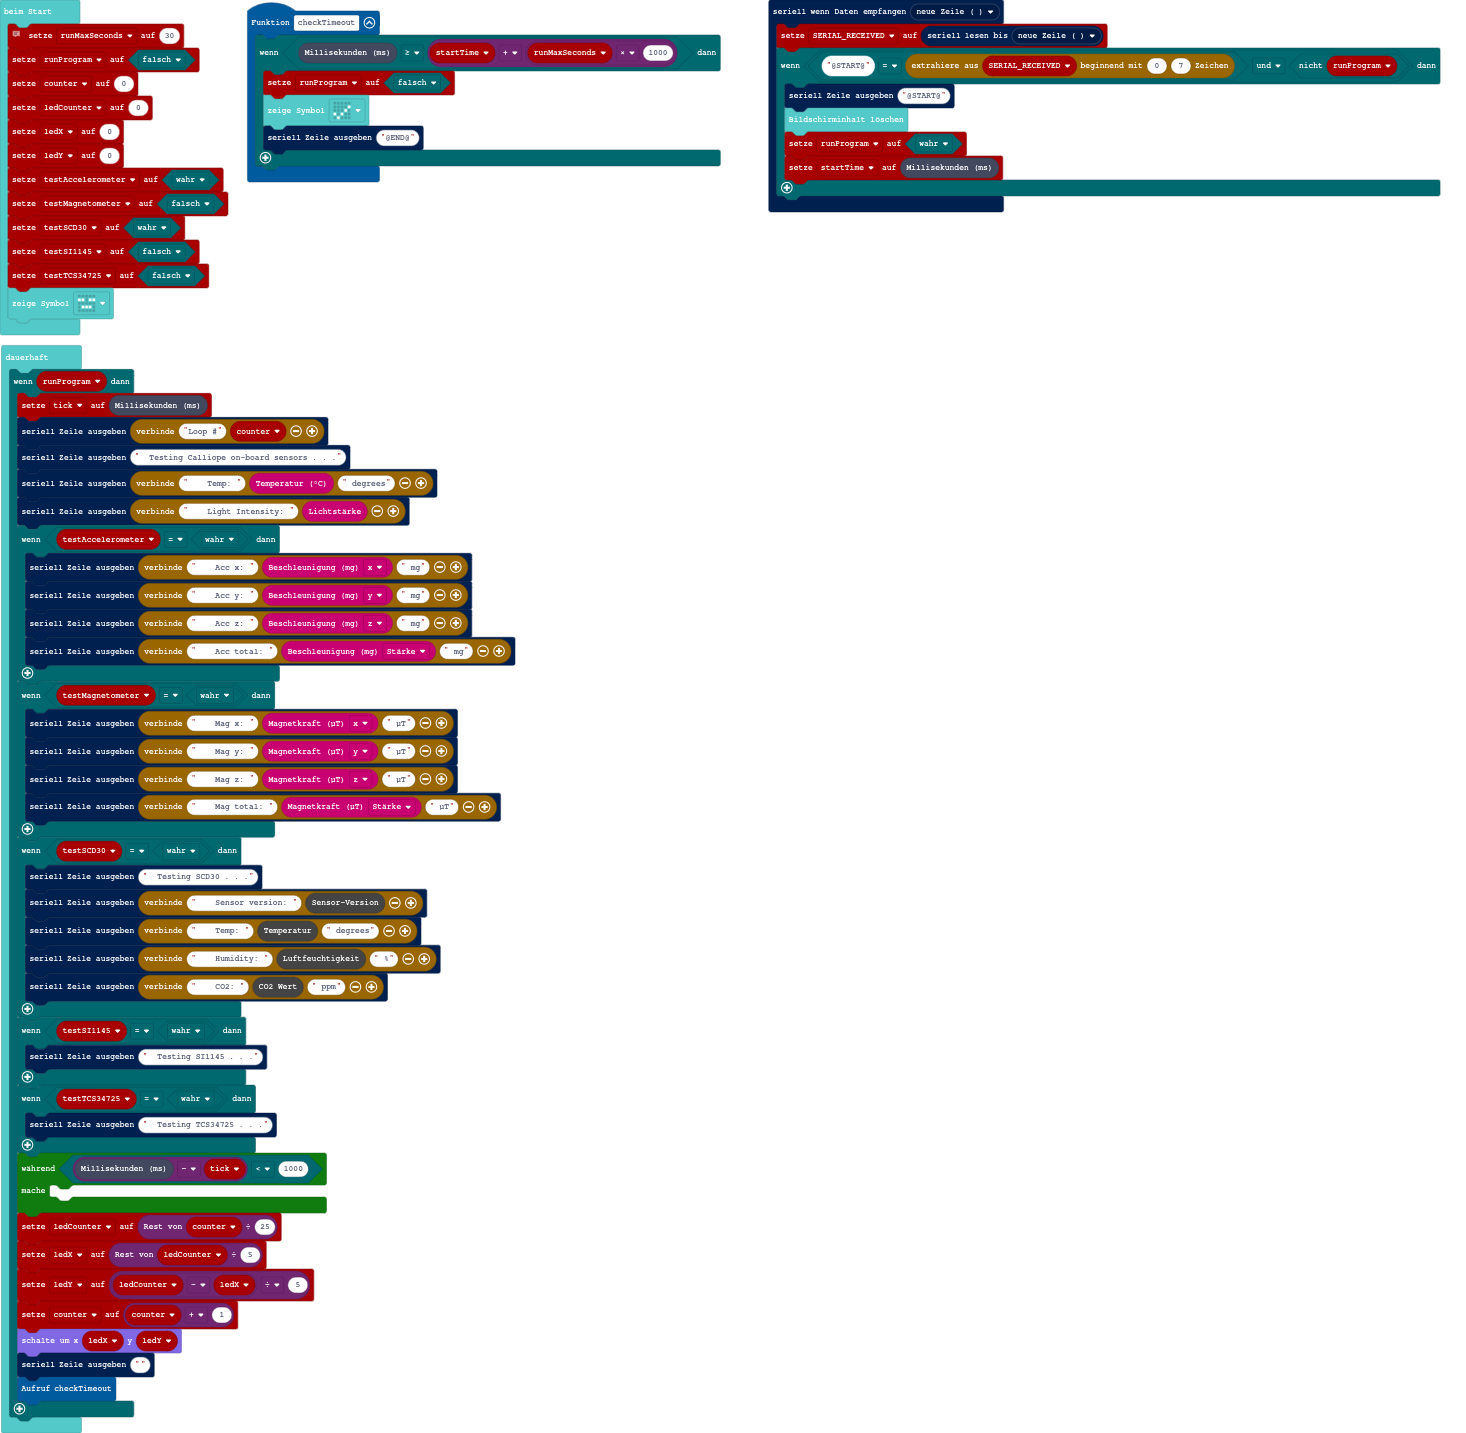 beim Start
setze runMaxSeconds auf 30
setze runProgram auf falsch
setze counter auf 0
setze ledCounter auf 0
setze ledX auf 0
setze ledY auf 0
setze testAccelerometer auf wahr
setze testMagnetometer auf falsch
setze testSCD30 auf wahr
setze testSI1145 auf falsch
setze testTCS34725 auf falsch
zeige Symbol
Funktion checkTimeout
wenn Millisekunden (ms) ≥ startTime + runMaxSeconds × 1000 dann
setze runProgram auf falsch
zeige Symbol
seriell Zeile ausgeben "@END@"
seriell wenn Daten empfangen neue Zeile ( )
setze SERIAL_RECEIVED auf seriell lesen bis neue Zeile ( )
wenn "@START@" = extrahiere aus SERIAL_RECEIVED beginnend mit 0 7 Zeichen und nicht runProgram dann
seriell Zeile ausgeben "@START@"
Bildschirminhalt löschen
setze runProgram auf wahr
setze startTime auf Millisekunden (ms)
dauerhaft
wenn runProgram dann
setze tick auf Millisekunden (ms)
seriell Zeile ausgeben verbinde "Loop #" counter
seriell Zeile ausgeben " Testing Calliope on-board sensors . . ."
seriell Zeile ausgeben verbinde " Temp: " Temperatur (°C) " degrees"
seriell Zeile ausgeben verbinde " Light Intensity: " Lichtstärke
wenn testAccelerometer = wahr dann
seriell Zeile ausgeben verbinde " Acc x: " Beschleunigung (mg) x " mg"
seriell Zeile ausgeben verbinde " Acc y: " Beschleunigung (mg) y " mg"
seriell Zeile ausgeben verbinde " Acc z: " Beschleunigung (mg) z " mg"
seriell Zeile ausgeben verbinde " Acc total: " Beschleunigung (mg) Stärke " mg"
wenn testMagnetometer = wahr dann
seriell Zeile ausgeben verbinde " Mag x: " Magnetkraft (µT) x " µT"
seriell Zeile ausgeben verbinde " Mag y: " Magnetkraft (µT) y " µT"
seriell Zeile ausgeben verbinde " Mag z: " Magnetkraft (µT) z " µT"
seriell Zeile ausgeben verbinde " Mag total: " Magnetkraft (µT) Stärke " µT"
wenn testSCD30 = wahr dann
seriell Zeile ausgeben " Testing SCD30 . . ."
seriell Zeile ausgeben verbinde " Sensor version: " Sensor-Version
seriell Zeile ausgeben verbinde " Temp: " Temperatur " degrees"
seriell Zeile ausgeben verbinde " Humidity: " Luftfeuchtigkeit " %"
seriell Zeile ausgeben verbinde " CO2: " CO2 Wert " ppm"
wenn testSI1145 = wahr dann
seriell Zeile ausgeben " Testing SI1145 . . ."
wenn testTCS34725 = wahr dann
seriell Zeile ausgeben " Testing TCS34725 . . ."
während Millisekunden (ms) - tick < 1000
mache
setze ledCounter auf Rest von counter ÷ 25
setze ledX auf Rest von ledCounter ÷ 5
setze ledY auf ledCounter - ledX ÷ 5
setze counter auf counter + 1
schalte um x ledX y ledY
seriell Zeile ausgeben " "
Aufruf checkTimeout